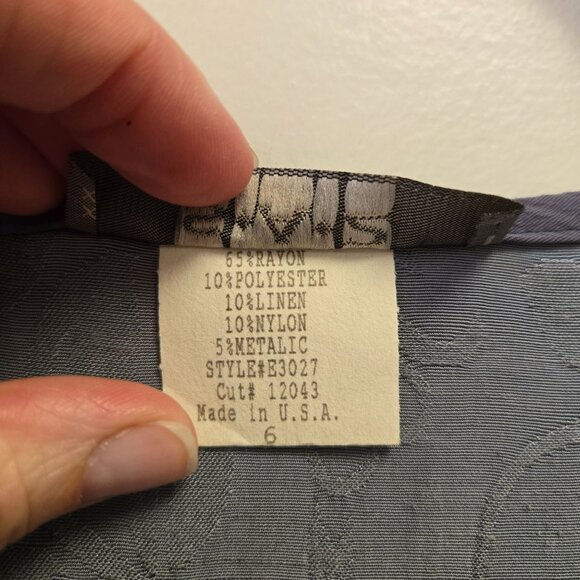 65%RAYON
10%POLYESTER
10%LINEN
10%NYLON
5%METALIC
STYLE#E3027
Cut# 12043
Made in U.S.A.
6